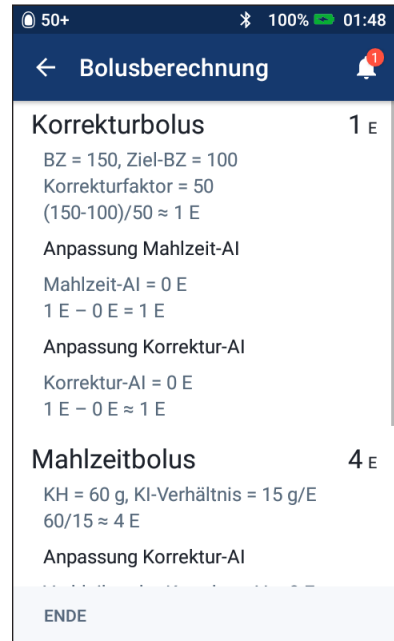 50+ 100% 01:48
Bolusberechnung 1
Korrekturbolus 1 E
BZ = 150, Ziel-BZ = 100
Korrekturfaktor = 50
(150-100)/50 ≈ 1 E
Anpassung Mahlzeit-AI
Mahlzeit-AI = 0 E
1 E – 0 E = 1 E
Anpassung Korrektur-AI
Korrektur-AI = 0 E
1 E – 0 E ≈ 1 E
Mahlzeitbolus 4 E
KH = 60 g, KI-Verhältnis = 15 g/E
60/15 ≈ 4 E
Anpassung Korrektur-AI
ENDE